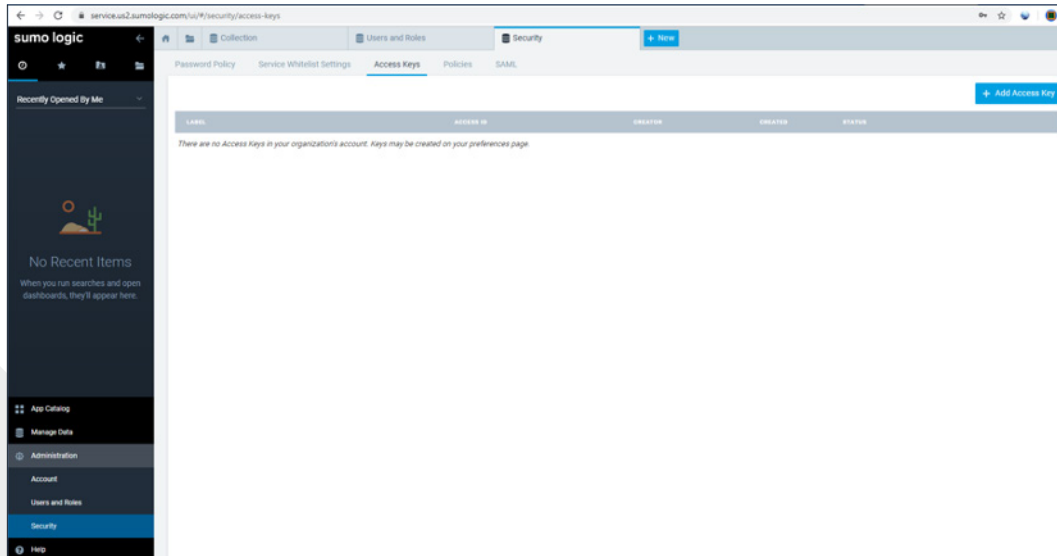 service.us2.sumologic.com/ui/#/security/access-keys
sumo logic
Collection
Users and Roles
Security
+ New
Password Policy
Service Whitelist Settings
Access Keys
Policies
SAML
Recently Opened By Me
+ Add Access Key
LABEL
ACCESS ID
CREATOR
CREATED
STATUS
There are no Access Keys in your organization's account. Keys may be created on your preferences page.
No Recent Items
When you run searches and open
dashboards, they'll appear here.
App Catalog
Manage Data
Administration
Account
Users and Roles
Security
Help